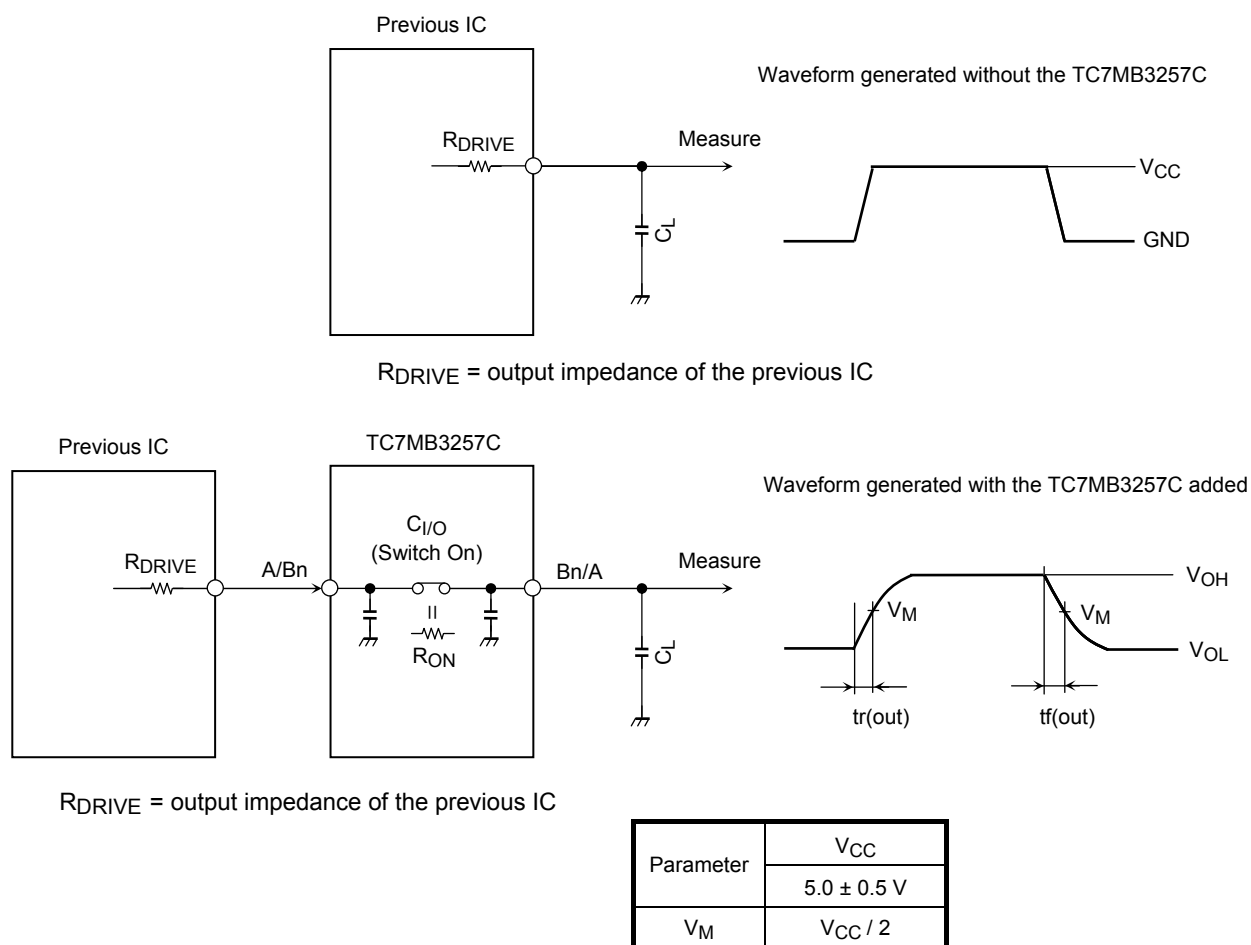 Previous IC
Waveform generated without the TC7MB3257C
RDRIVE
Measure
VCC
CL
GND
RDRIVE = output impedance of the previous IC
Previous IC
TC7MB3257C
Waveform generated with the TC7MB3257C added
CI/O
(Switch On)
RDRIVE
A/Bn
Bn/A
Measure
VOH
VM
VM
RON
CL
VOL
tr(out)
tf(out)
RDRIVE = output impedance of the previous IC
Parameter
VCC
5.0 ± 0.5 V
VM
VCC / 2